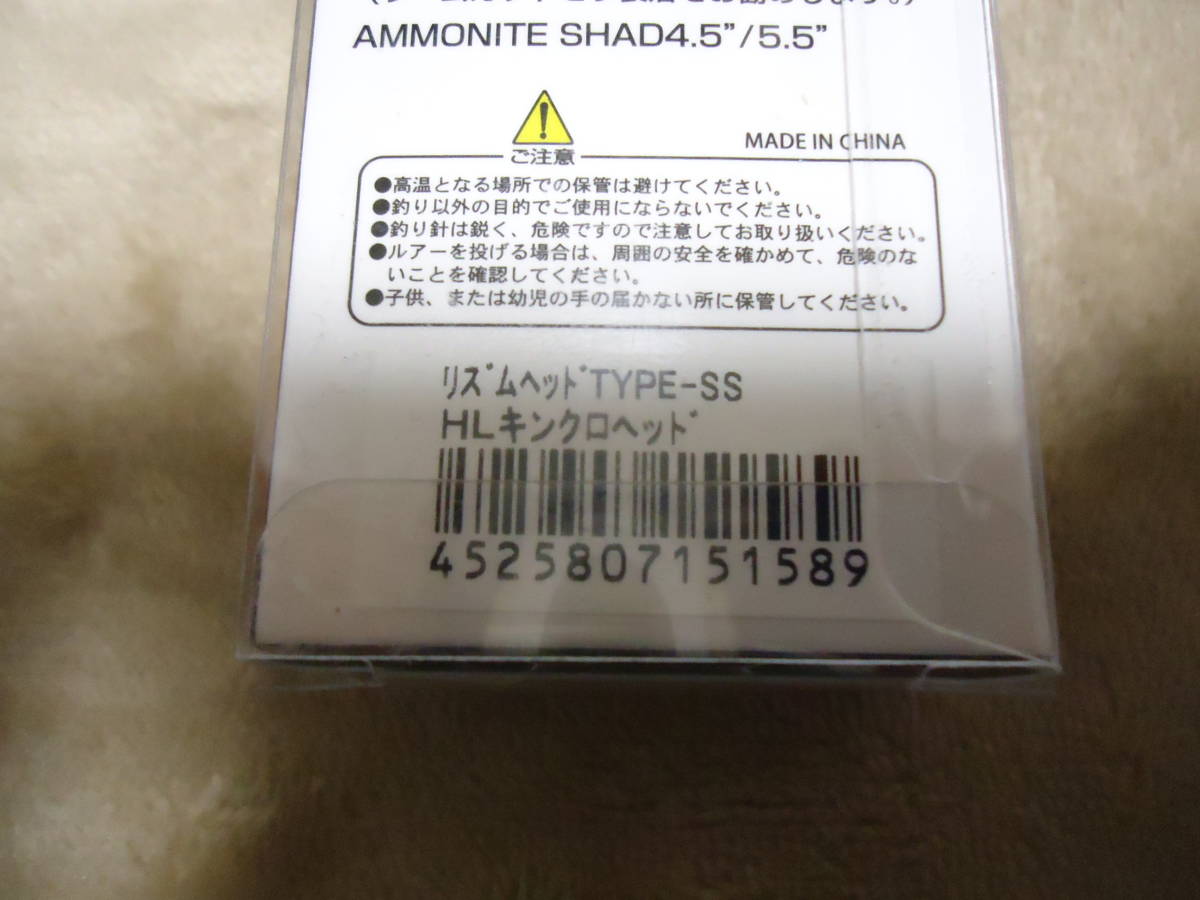 AMMONITE SHAD4.5”/5.5”
ご注意
MADE IN CHINA
●高温となる場所での保管は避けてください。
●釣り以外の目的でご使用にならないでください。
●釣り針は鋭く、危険ですので注意してお取り扱いください。
●ルアーを投げる場合は、周囲の安全を確かめて、危険のな
いことを確認してください。
●子供、または幼児の手の届かない所に保管してください。
ﾘｽﾞﾑﾍｯﾄﾞTYPE-SS
HLキンクロヘッド
4525807151589